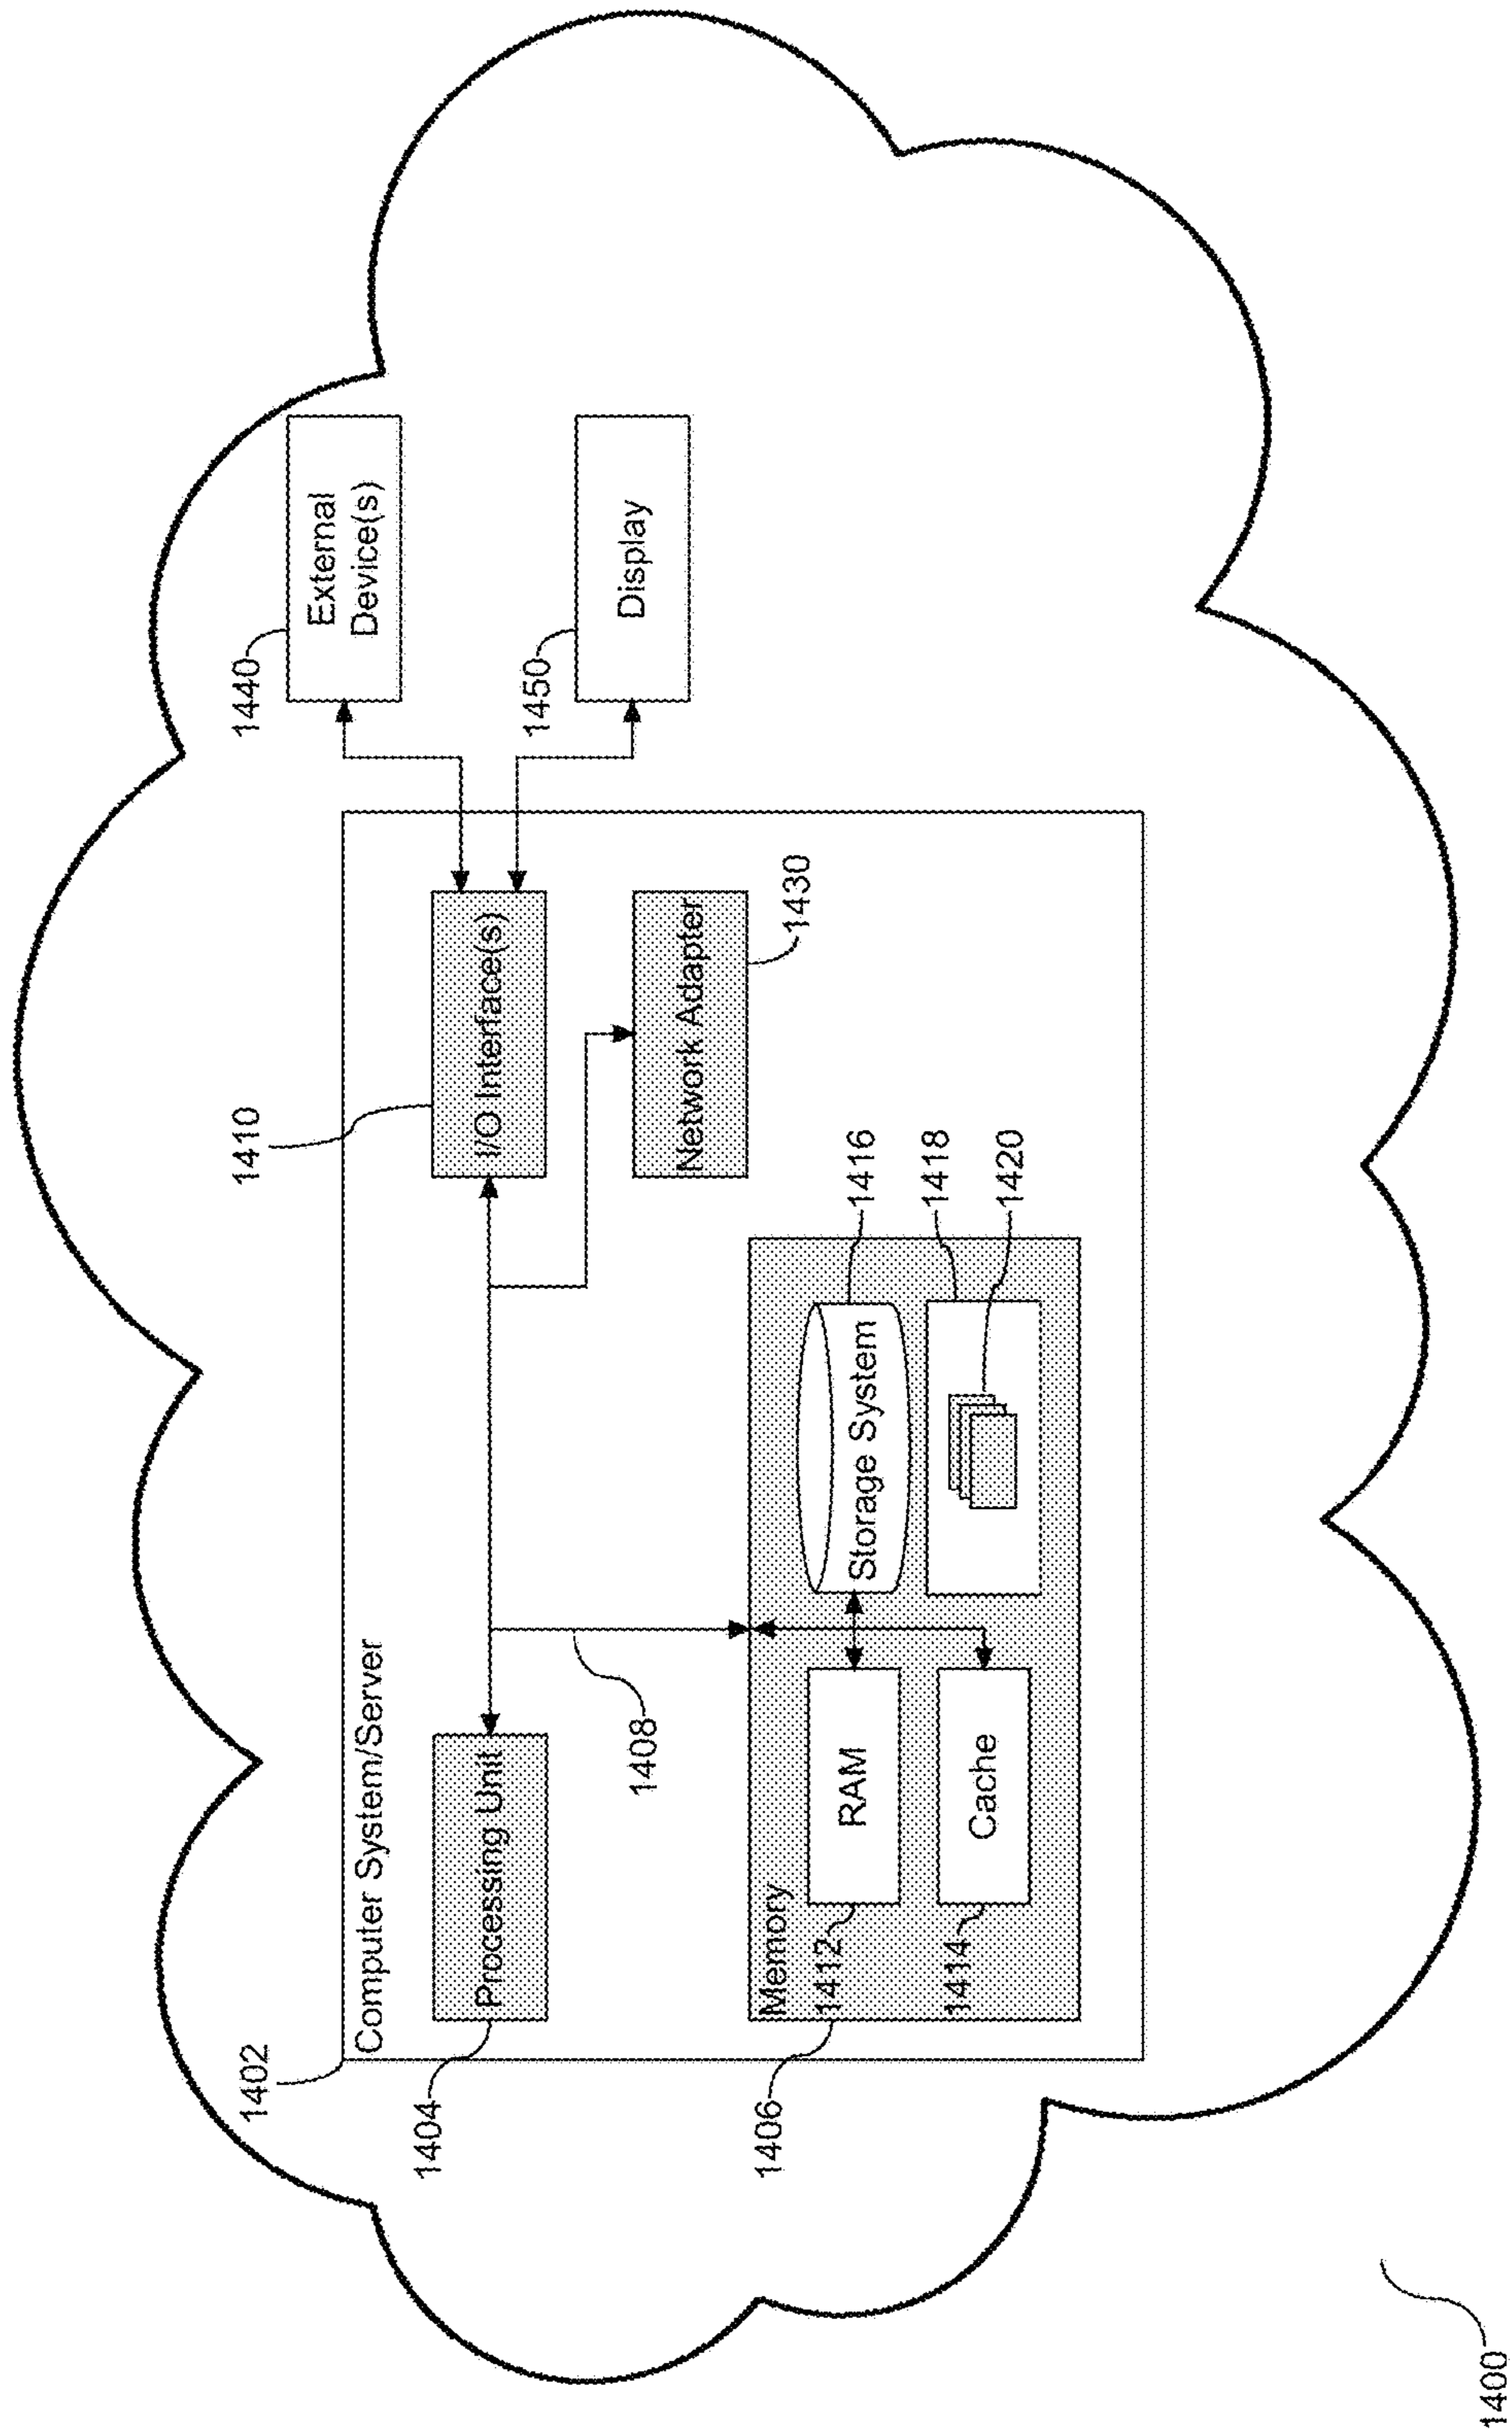 1402
Computer System/Server
1410
1440
External
Device(s)
1404
Processing Unit
I/O Interface(s)
1450
Display
1408
Network Adapter
1430
1406
Memory
1412
RAM
Storage System
1416
1414
Cache
1418
1420
1400